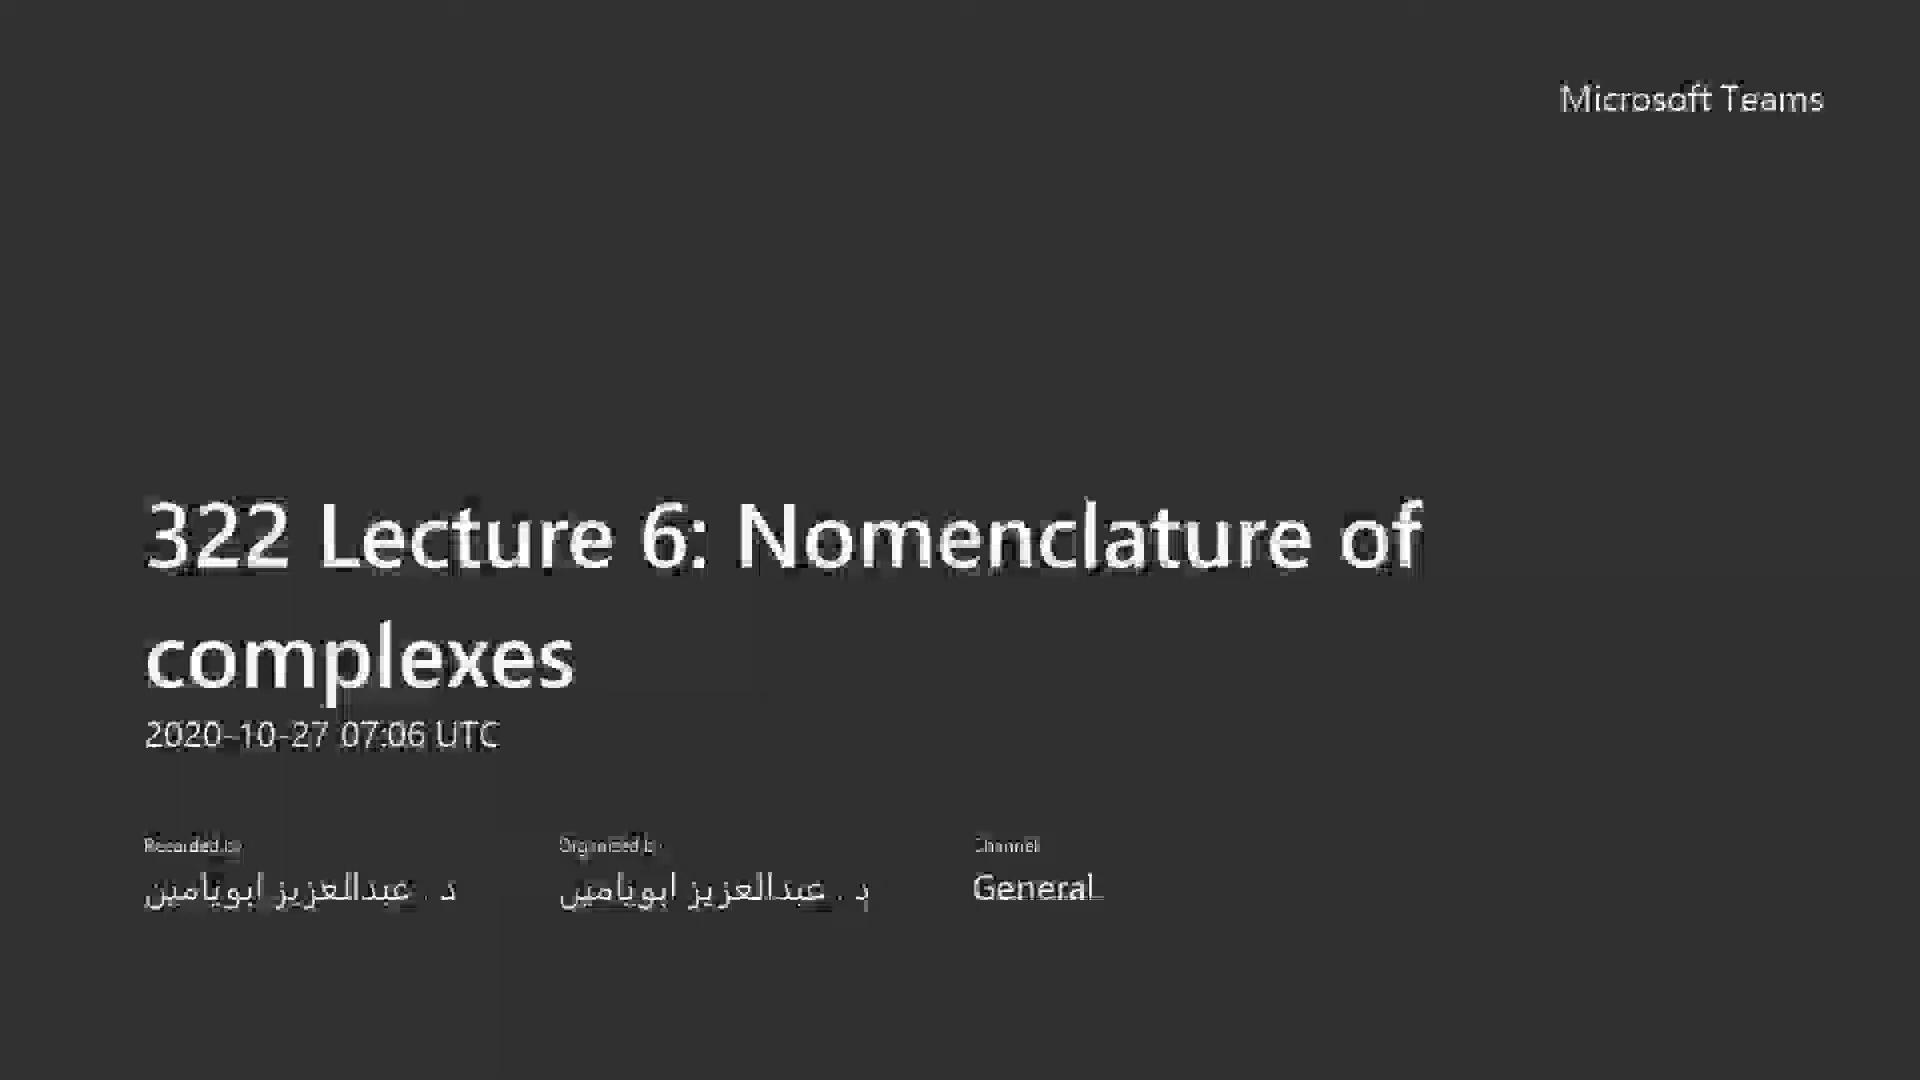 Microsoft Teams
322 Lecture 6: Nomenclature of
complexes
2020-10-27 07:06 UTC
Recorded by
Organized by
Channel
د . عبدالعزيز ابويامين
د . عبدالعزيز ابويامين
General